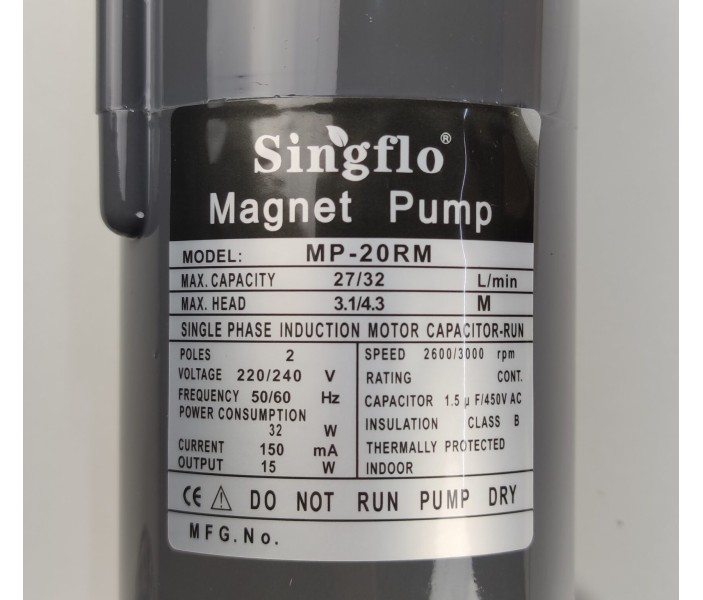 Singflo®
Magnet Pump
MODEL: MP-20RM
MAX. CAPACITY 27/32 L/min
MAX. HEAD 3.1/4.3 M
SINGLE PHASE INDUCTION MOTOR CAPACITOR-RUN
POLES 2
VOLTAGE 220/240 V
FREQUENCY 50/60 Hz
POWER CONSUMPTION
32 W
CURRENT 150 mA
OUTPUT 15 W
SPEED 2600/3000 rpm
RATING CONT.
CAPACITOR 1.5 μ F/450V AC
INSULATION CLASS B
THERMALLY PROTECTED
INDOOR
CE DO NOT RUN PUMP DRY
MFG.No.